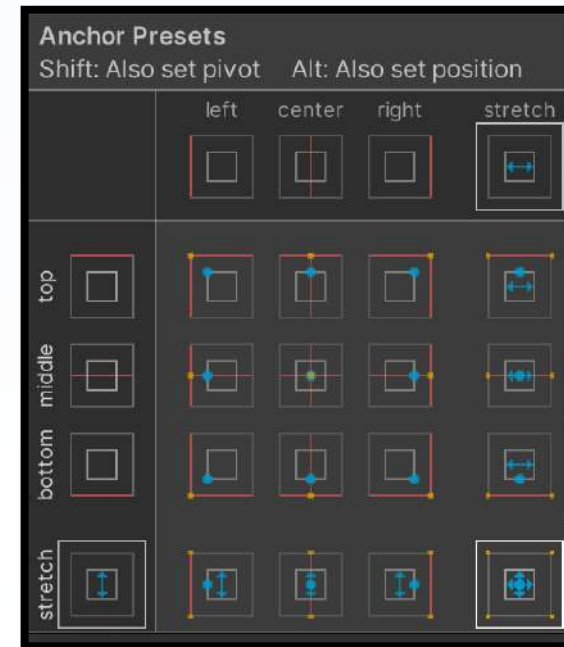 Anchor Presets
Shift: Also set pivot    Alt: Also set position
left center right stretch
top
middle
bottom
stretch